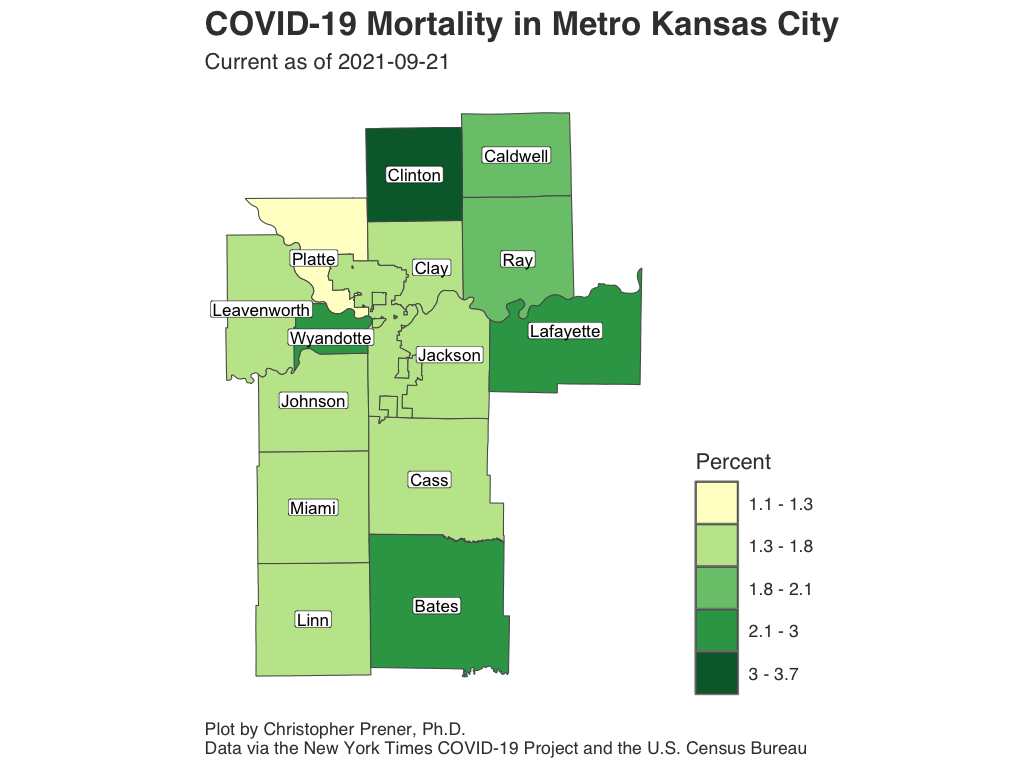 COVID-19 Mortality in Metro Kansas City
Current as of 2021-09-21
Caldwell
Clinton
Platte
Clay
Ray
Leavenworth
Wyandotte
Lafayette
Jackson
Johnson
Cass
Miami
Bates
Linn
Percent
1.1 - 1.3
1.3 - 1.8
1.8 - 2.1
2.1 - 3
3 - 3.7
Plot by Christopher Prener, Ph.D.
Data via the New York Times COVID-19 Project and the U.S. Census Bureau